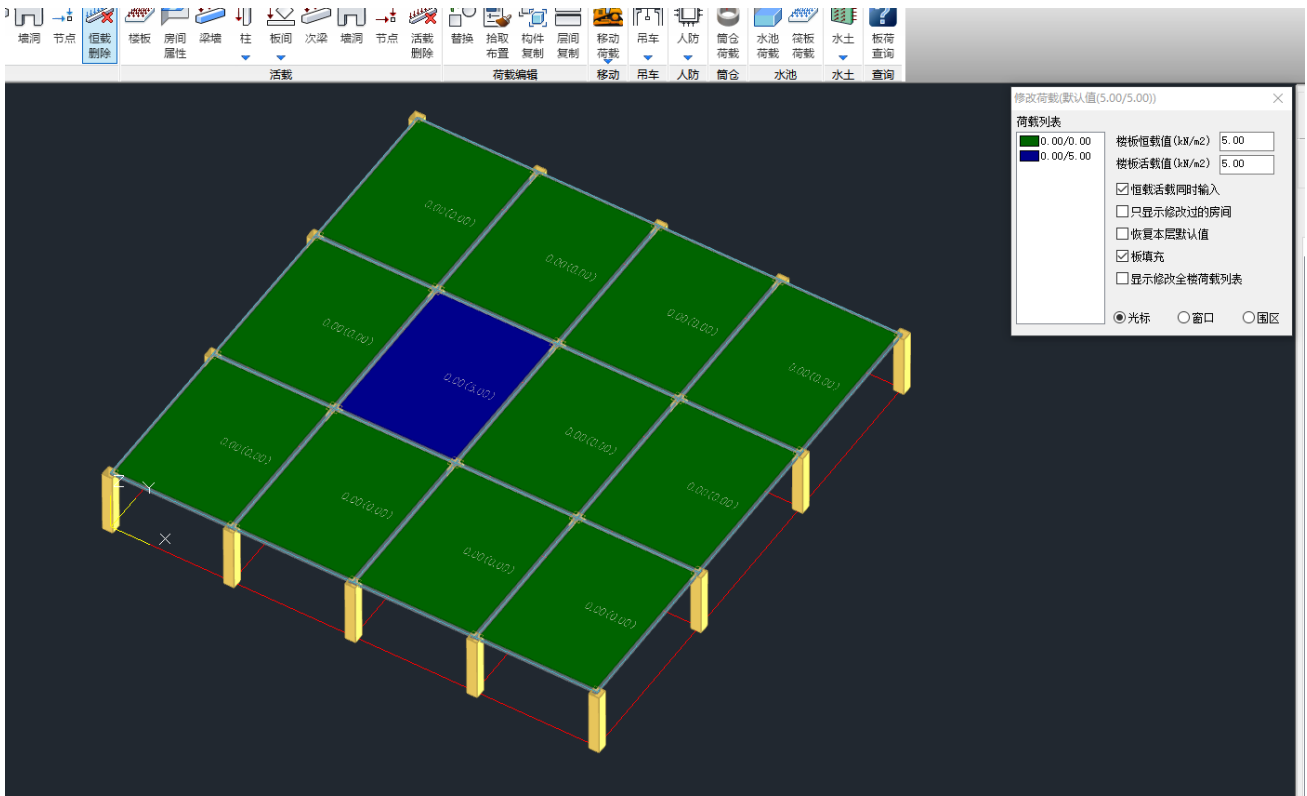 墙洞 节点 恒载删除 楼板 房间属性 梁墙 柱 板间 次梁 墙洞 节点 活载删除 替换 拾取布置 构件复制 层间复制 移动荷载 吊车 人防 筒仓荷载 水池荷载 筏板荷载 水土 板荷查询
活载 荷载编辑 移动 吊车 人防 筒仓 水池 水土 查询
修改荷载(默认值(5.00/5.00))
荷载列表
0.00/0.00
0.00/5.00
楼板恒载值(kN/m2) 5.00
楼板活载值(kN/m2) 5.00
恒载活载同时输入
只显示修改过的房间
恢复本层默认值
板填充
显示修改全楼荷载列表
光标 窗口 围区
0.00(0.00)
0.00(0.00)
0.00(0.00)
0.00(0.00)
0.00(0.00)
0.00(5.00)
0.00(0.00)
0.00(0.00)
0.00(0.00)
0.00(0.00)
0.00(0.00)
0.00(0.00)
Z
Y
X